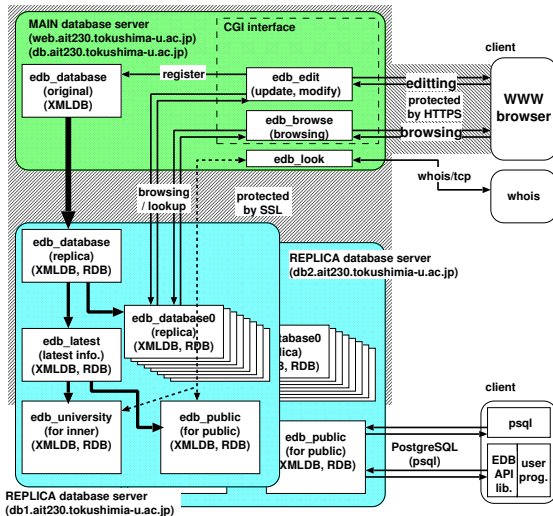 MAIN database server
(web.ait230.tokushima-u.ac.jp)
(db.ait230.tokushima-u.ac.jp)
CGI interface
client
edb_database
(original)
(XMLDB)
register
edb_edit
(update, modify)
editting
protected
by HTTPS
WWW
browser
edb_browse
(browsing)
browsing
edb_look
whois/tcp
whois
browsing
/ lookup
protected
by SSL
edb_database
(replica)
(XMLDB, RDB)
REPLICA database server
(db2.ait230.tokushimia-u.ac.jp)
edb_database0
(replica)
(XMLDB, RDB)
edb_latest
(latest info.)
(XMLDB, RDB)
abase0
lica)
, RDB)
edb_university
(for inner)
(XMLDB, RDB)
edb_public
(for public)
(XMLDB, RDB)
edb_public
(for public)
(XMLDB, RDB)
PostgreSQL
(psql)
client
psql
EDB
API
lib.
user
prog.
REPLICA database server
(db1.ait230.tokushimia-u.ac.jp)